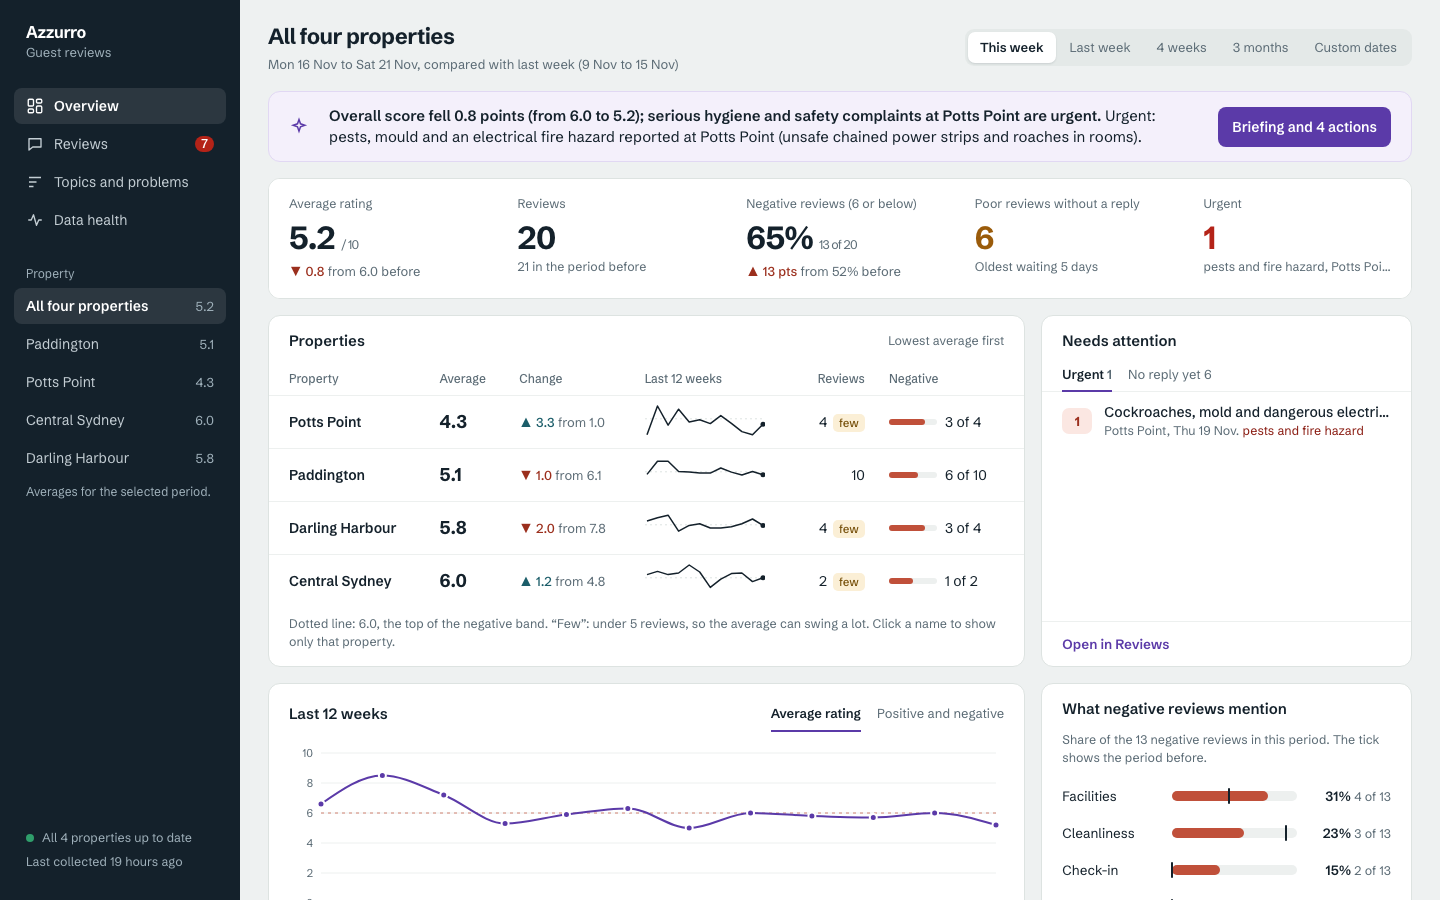 Azzurro
Guest reviews
Overview
Reviews 7
Topics and problems
Data health
Property
All four properties 5.2
Paddington 5.1
Potts Point 4.3
Central Sydney 6.0
Darling Harbour 5.8
Averages for the selected period.
All 4 properties up to date
Last collected 19 hours ago
All four properties
Mon 16 Nov to Sat 21 Nov, compared with last week (9 Nov to 15 Nov)
This week Last week 4 weeks 3 months Custom dates
Overall score fell 0.8 points (from 6.0 to 5.2); serious hygiene and safety complaints at Potts Point are urgent. Urgent:
pests, mould and an electrical fire hazard reported at Potts Point (unsafe chained power strips and roaches in rooms).
Briefing and 4 actions
Average rating
5.2 /10
▼ 0.8 from 6.0 before
Reviews
20
21 in the period before
Negative reviews (6 or below)
65% 13 of 20
▲ 13 pts from 52% before
Poor reviews without a reply
6
Oldest waiting 5 days
Urgent
1
pests and fire hazard, Potts Poi...
Properties
Lowest average first
Property Average Change Last 12 weeks Reviews Negative
Potts Point 4.3 ▲ 3.3 from 1.0 4 few 3 of 4
Paddington 5.1 ▼ 1.0 from 6.1 10 6 of 10
Darling Harbour 5.8 ▼ 2.0 from 7.8 4 few 3 of 4
Central Sydney 6.0 ▲ 1.2 from 4.8 2 few 1 of 2
Dotted line: 6.0, the top of the negative band. “Few”: under 5 reviews, so the average can swing a lot. Click a name to show
only that property.
Needs attention
Urgent 1 No reply yet 6
1
Cockroaches, mold and dangerous electri...
Potts Point, Thu 19 Nov. pests and fire hazard
Open in Reviews
Last 12 weeks
Average rating Positive and negative
10
8
6
4
2
What negative reviews mention
Share of the 13 negative reviews in this period. The tick
shows the period before.
Facilities 31% 4 of 13
Cleanliness 23% 3 of 13
Check-in 15% 2 of 13